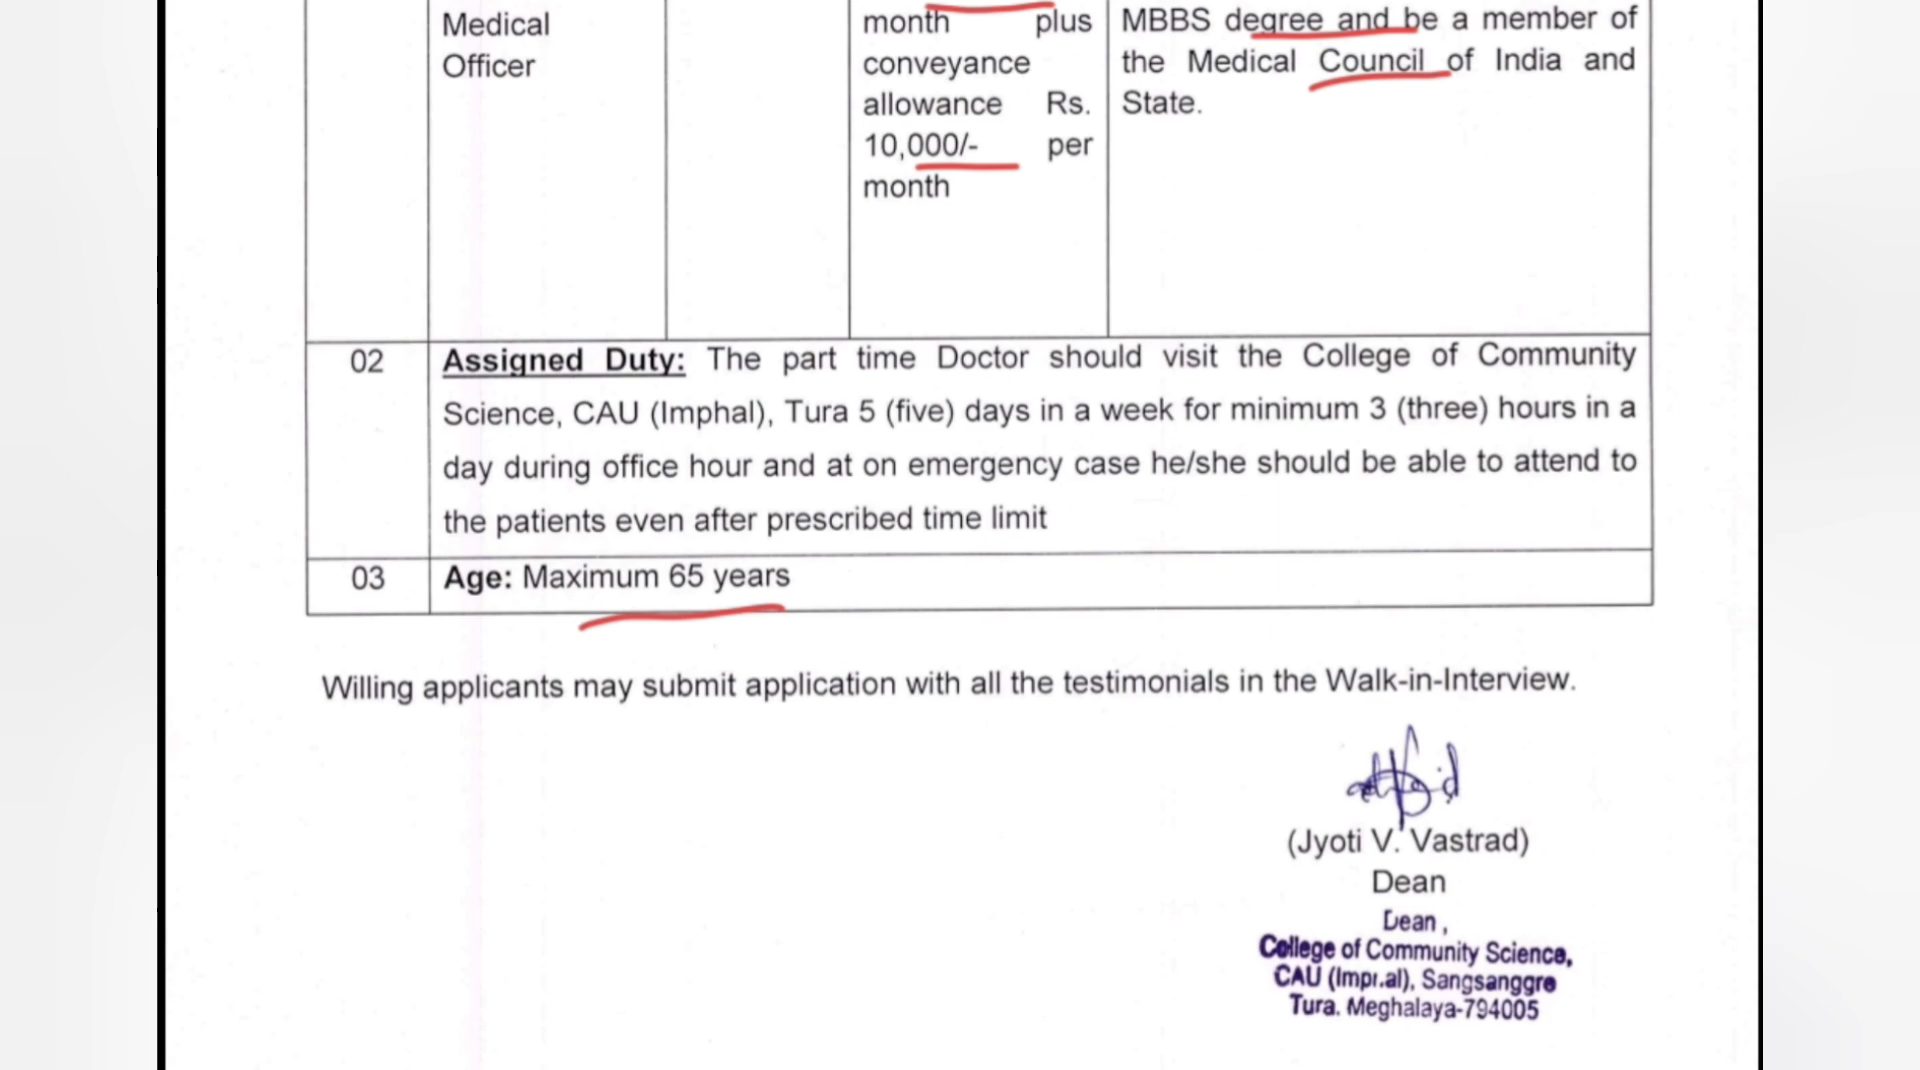 Medical
Officer
month plus
conveyance
allowance Rs.
10,000/- per
month
MBBS degree and be a member of
the Medical Council of India and
State.
02
Assigned Duty: The part time Doctor should visit the College of Community
Science, CAU (Imphal), Tura 5 (five) days in a week for minimum 3 (three) hours in a
day during office hour and at on emergency case he/she should be able to attend to
the patients even after prescribed time limit
03
Age: Maximum 65 years
Willing applicants may submit application with all the testimonials in the Walk-in-Interview.
(Jyoti V. Vastrad)
Dean
Dean,
College of Community Science,
CAU (Imphal), Sangsanggre
Tura. Meghalaya-794005